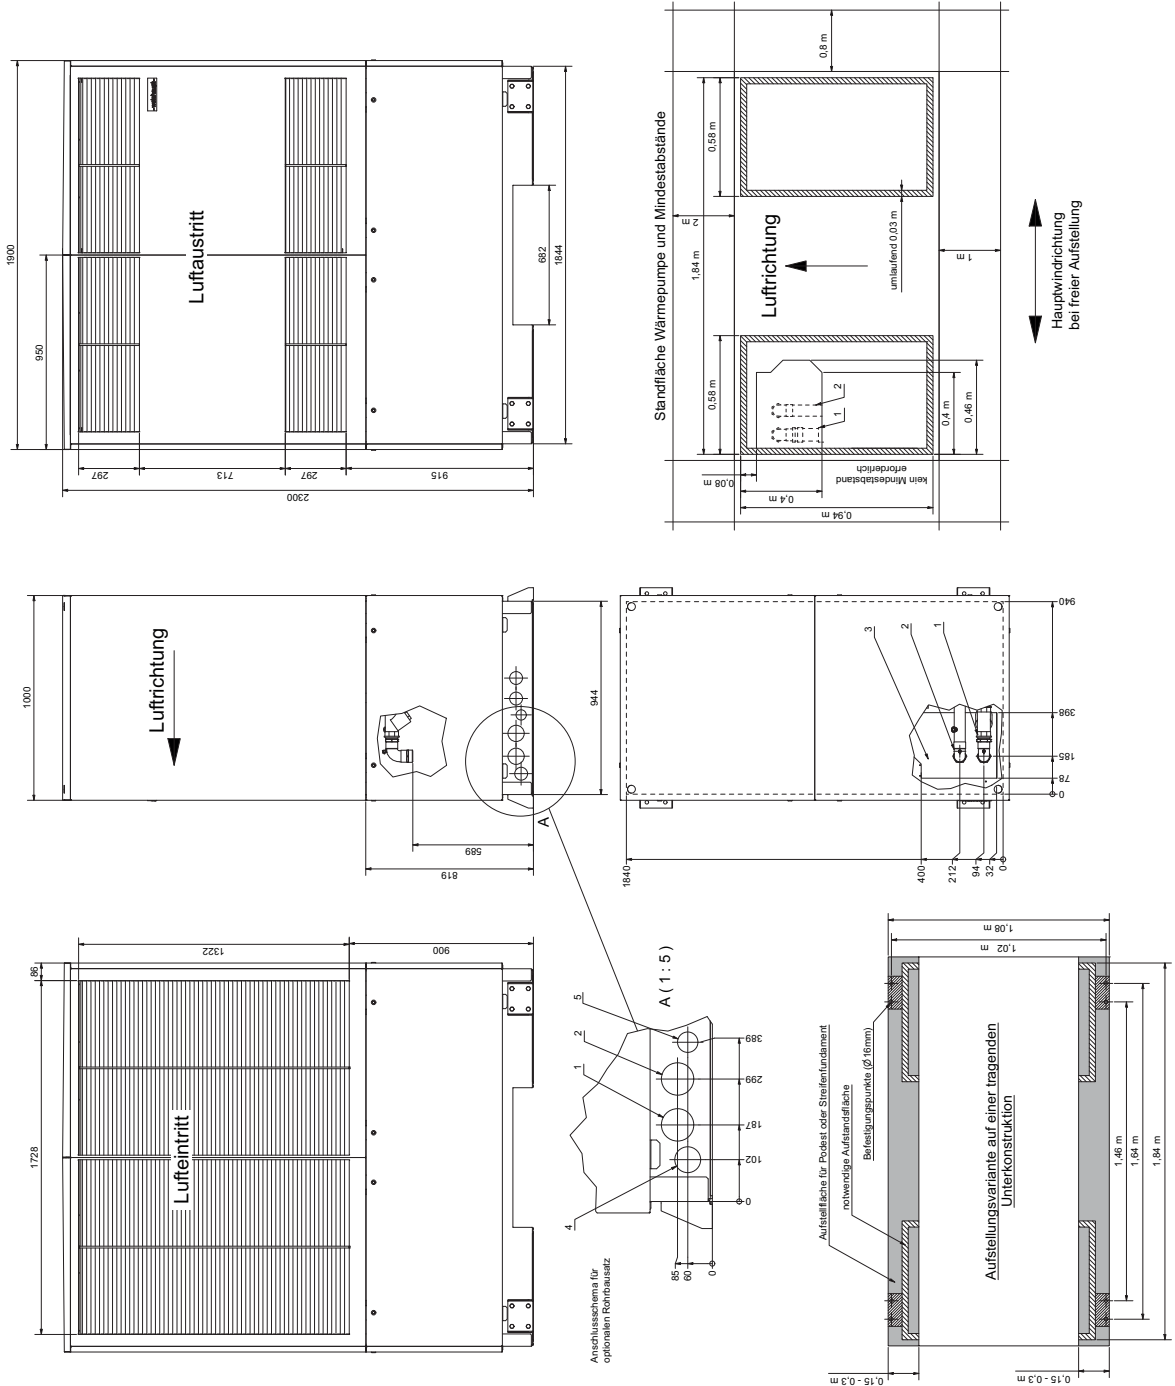 1900
950
Luftaustritt
297
713
297
915
2300
682
1844
Standfläche Wärmepumpe und Mindestabstände
0,8 m
0,58 m
2 m
1,84 m
Luftrichtung
umlaufend 0,03 m
1 m
0,58 m
1
2
0,4 m
0,46 m
0,08 m
0,4 m
0,94 m
kein Mindestabstand
erforderlich
Hauptwindrichtung
bei freier Aufstellung
1000
Luftrichtung
944
A
589
819
3
2
1
940
398
185
78
0
1840
400
212
94
32
0
1322
900
86
1728
Lufteintritt
A ( 1 : 5 )
5
2
1
4
389
299
187
102
0
85
60
0
Anschlussschema für
optionalen Rohrbausatz
1,08 m
1,02 m
Aufstellfläche für Podest oder Streifenfundament
notwendige Aufstandsfläche
Befestigungspunkte (Ø 16mm)
Aufstellungsvariante auf einer tragenden
Unterkonstruktion
1,46 m
1,64 m
1,84 m
0,15 - 0,3 m
0,15 - 0,3 m